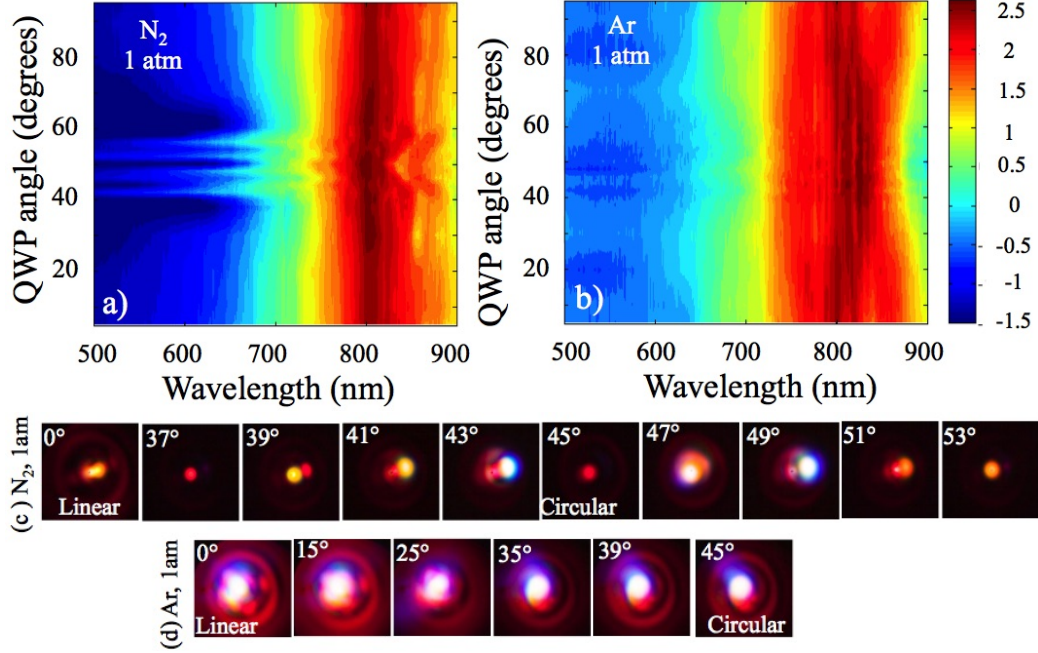 N2
1 atm
QWP angle (degrees)
80
60
40
20
a)
500 600 700 800 900
Wavelength (nm)
Ar
1 atm
QWP angle (degrees)
80
60
40
20
b)
500 600 700 800 900
Wavelength (nm)
2.5
2
1.5
1
0.5
0
-0.5
-1
-1.5
(c ) N2, 1am
0° 37° 39° 41° 43° 45° 47° 49° 51° 53°
Linear Circular
(d) Ar, 1am
0° 15° 25° 35° 39° 45°
Linear Circular